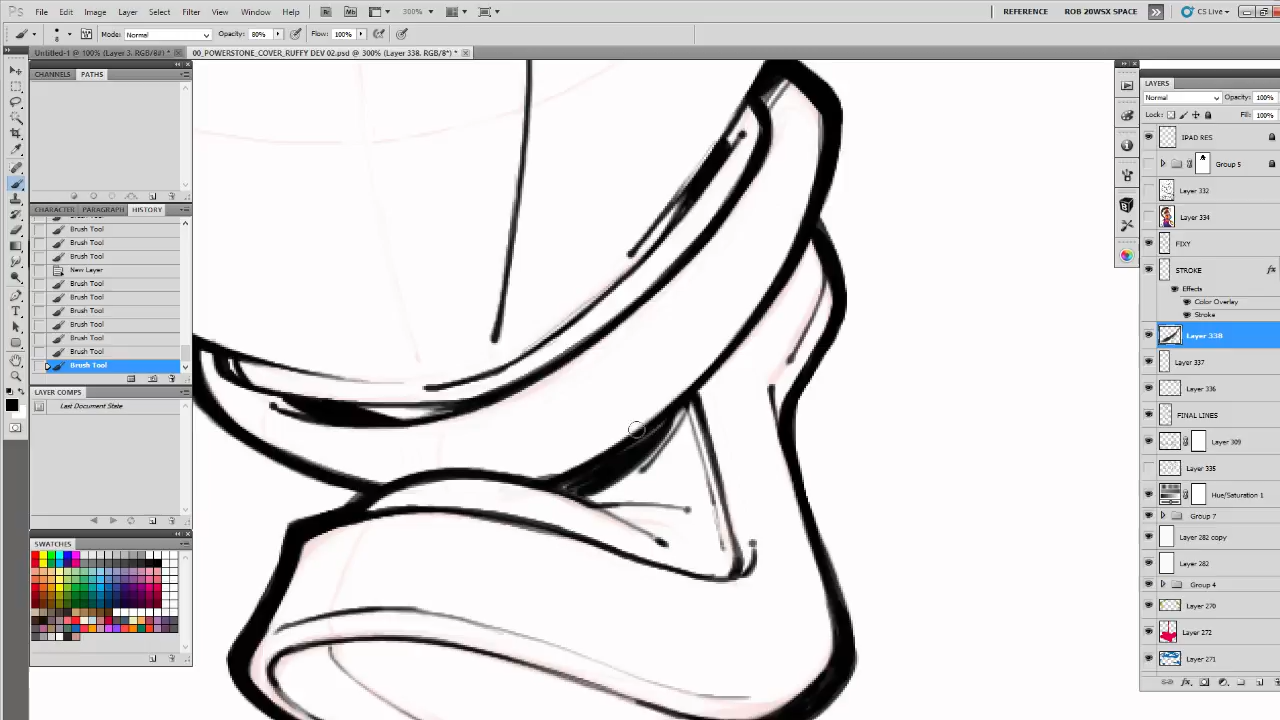 Ps File Edit Image Layer Select Filter View Window Help Br Mb 300% REFERENCE ROB 20WSX SPACE CS Live
8 Mode: Normal Opacity: 80% Flow: 100%
Untitled-1 @ 100% (Layer 3, RGB/8#) * 00_POWERSTONE_COVER_RUFFY DEV 02.psd @ 300% (Layer 338, RGB/8*) *
CHANNELS PATHS
CHARACTER PARAGRAPH HISTORY
Brush Tool
Brush Tool
Brush Tool
Brush Tool
New Layer
Brush Tool
Brush Tool
Brush Tool
Brush Tool
Brush Tool
Brush Tool
LAYER COMPS
Last Document State
SWATCHES
LAYERS
Normal Opacity: 100%
Lock: Fill: 100%
IPAD RES
Group 5
Layer 332
Layer 334
FIXY
STROKE fx
Effects
Color Overlay
Stroke
Layer 338
Layer 337
Layer 336
FINAL LINES
Layer 309
Layer 335
Hue/Saturation 1
Group 7
Layer 282 copy
Layer 282
Group 4
Layer 270
Layer 272
Layer 271